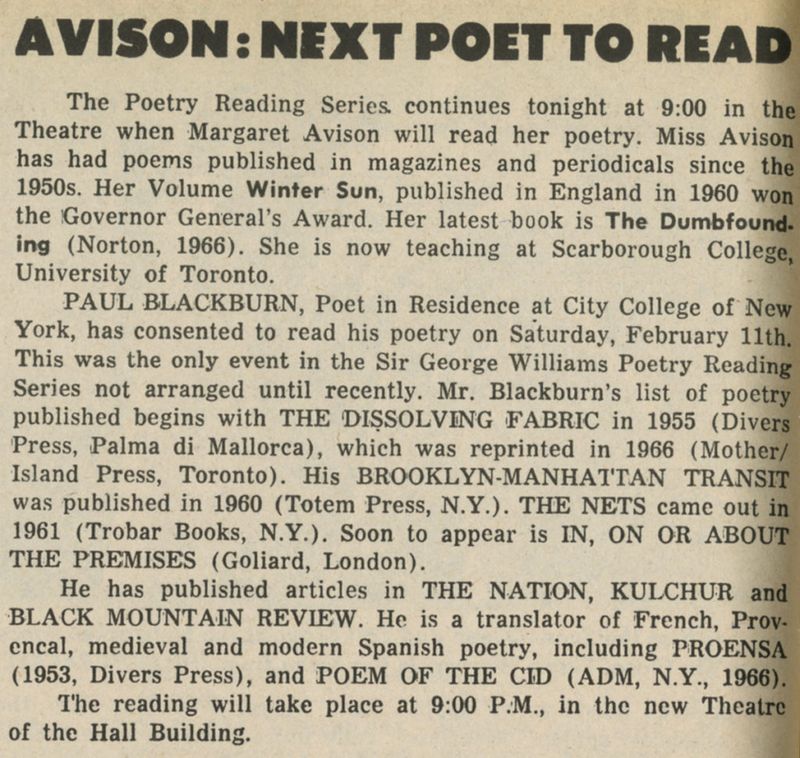 AVISON: NEXT POET TO READ
The Poetry Reading Series continues tonight at 9:00 in the
Theatre when Margaret Avison will read her poetry. Miss Avison
has had poems published in magazines and periodicals since the
1950s. Her Volume Winter Sun, published in England in 1960 won
the Governor General's Award. Her latest book is The Dumbfound-
ing (Norton, 1966). She is now teaching at Scarborough College,
University of Toronto.
PAUL BLACKBURN, Poet in Residence at City College of New
York, has consented to read his poetry on Saturday, February 11th.
This was the only event in the Sir George Williams Poetry Reading
Series not arranged until recently. Mr. Blackburn's list of poetry
published begins with THE DISSOLVING FABRIC in 1955 (Divers
Press, Palma di Mallorca), which was reprinted in 1966 (Mother/
Island Press, Toronto). His BROOKLYN-MANHATTAN TRANSIT
was published in 1960 (Totem Press, N.Y.). THE NETS came out in
1961 (Trobar Books, N.Y.). Soon to appear is IN, ON OR ABOUT
THE PREMISES (Goliard, London).
He has published articles in THE NATION, KULCHUR and
BLACK MOUNTAIN REVIEW. He is a translator of French, Prov-
encal, medieval and modern Spanish poetry, including PROENSA
(1953, Divers Press), and POEM OF THE CID (ADM, N.Y., 1966).
The reading will take place at 9:00 P.M., in the new Theatre
of the Hall Building.